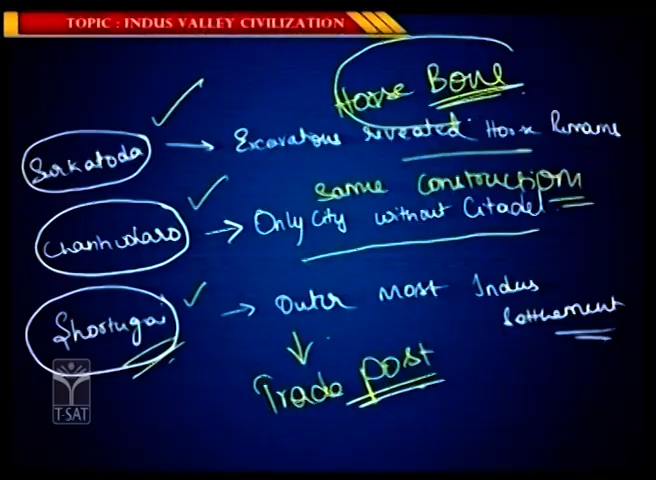 TOPIC : INDUS VALLEY CIVILIZATION
Horse Bone
Surkatoda → Excavations revealed Horse Remains
Same construction
Chanhudaro → Only City without Citadel
Shortugai → Outer Most Indus
Settlement
Trade post
T-SAT